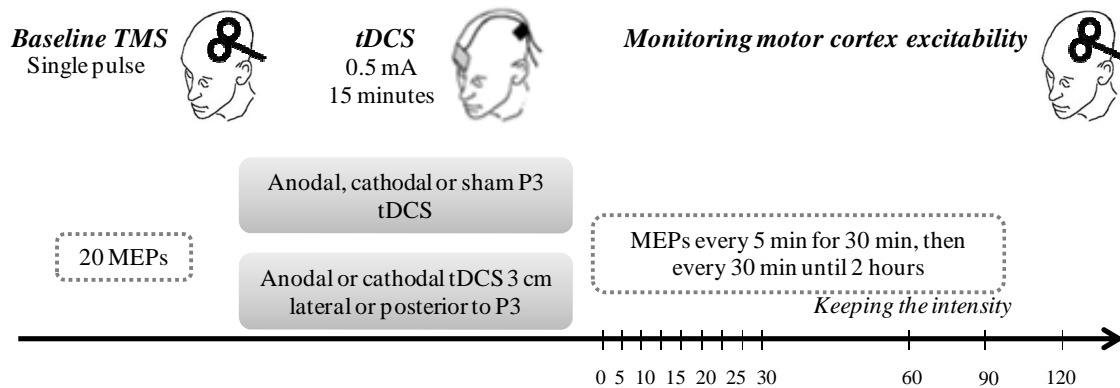 Baseline TMS
Single pulse
tDCS
0.5 mA
15 minutes
Monitoring motor cortex excitability
20 MEPs
Anodal, cathodal or sham P3
tDCS
Anodal or cathodal tDCS 3 cm
lateral or posterior to P3
MEPs every 5 min for 30 min, then
every 30 min until 2 hours
Keeping the intensity
0 5 10 15 20 25 30 60 90 120